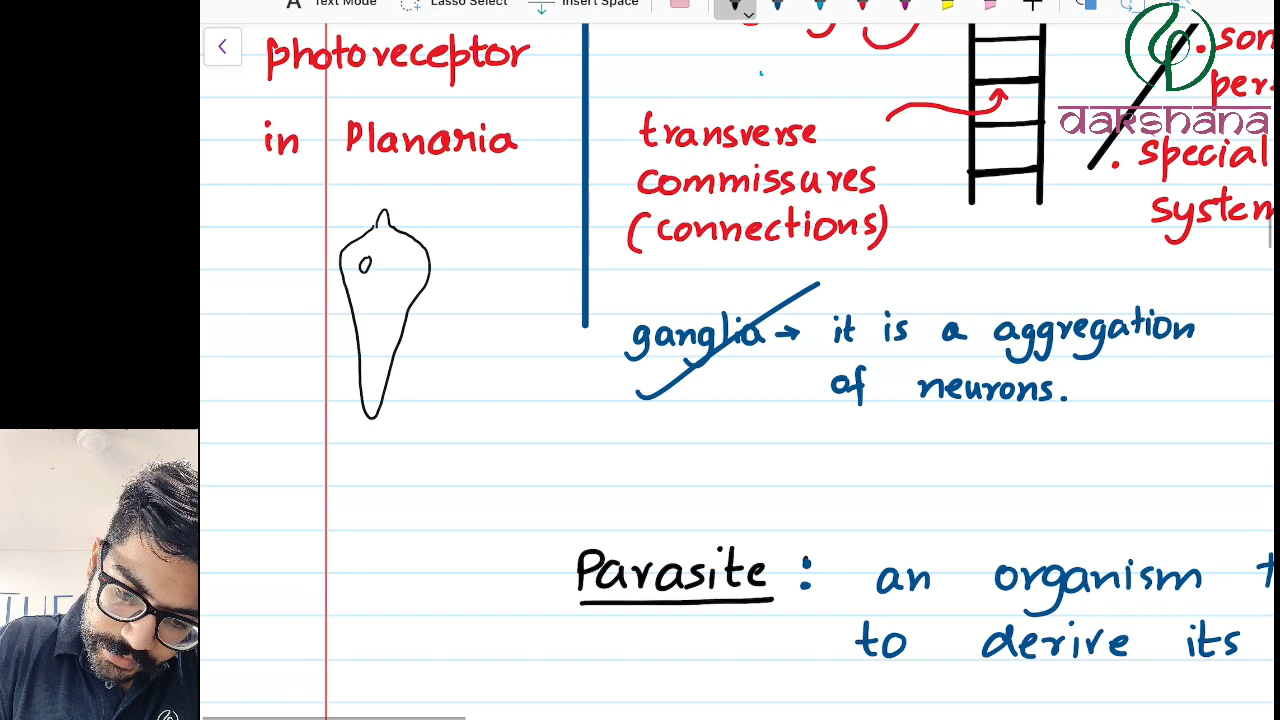 Text Mode
Lasso Select
Insert Space
photoreceptor
in Planaria
transverse
commissures
(connections)
ganglia → it is a aggregation
of neurons.
. special
system
dakshana
Parasite : an organism
to derive its